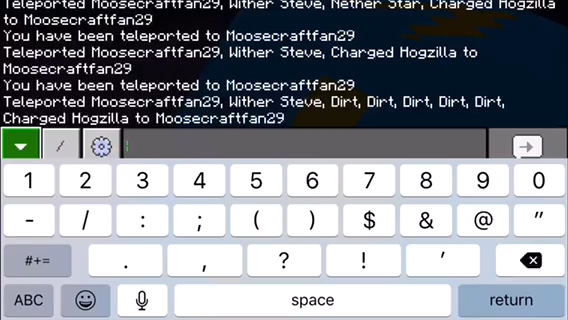 Teleported Moosecraftfan29, Wither Steve, Nether Star, Charged Hogzilla
to Moosecraftfan29
You have been teleported to Moosecraftfan29
Teleported Moosecraftfan29, Wither Steve, Charged Hogzilla to
Moosecraftfan29
You have been teleported to Moosecraftfan29
Teleported Moosecraftfan29, Wither Steve, Dirt, Dirt, Dirt, Dirt, Dirt,
Charged Hogzilla to Moosecraftfan29
/
1 2 3 4 5 6 7 8 9 0
- / : ; ( ) $ & @ "
#+= . , ? ! '
ABC space return